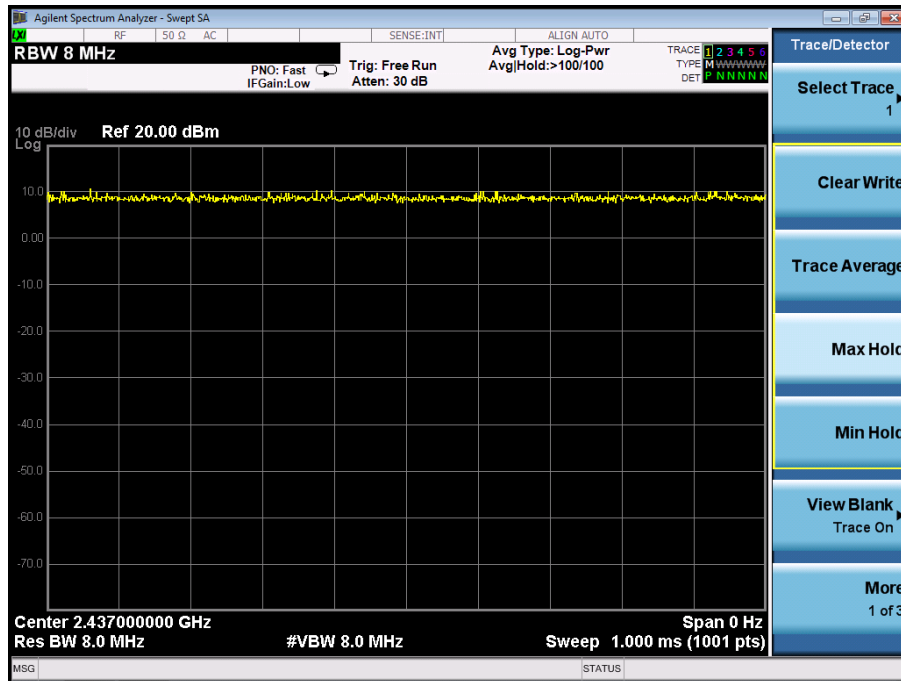 Agilent Spectrum Analyzer - Swept SA
LXI RF 50 Ω AC SENSE:INT ALIGN AUTO
RBW 8 MHz
PNO: Fast
IFGain:Low
Trig: Free Run
Atten: 30 dB
Avg Type: Log-Pwr
Avg|Hold:>100/100
TRACE 1 2 3 4 5 6
TYPE M WWWWW
DET P N N N N N
10 dB/div Ref 20.00 dBm
Log
10.0
0.00
-10.0
-20.0
-30.0
-40.0
-50.0
-60.0
-70.0
Center 2.437000000 GHz Span 0 Hz
Res BW 8.0 MHz #VBW 8.0 MHz Sweep 1.000 ms (1001 pts)
MSG STATUS
Trace/Detector
Select Trace
1
Clear Write
Trace Average
Max Hold
Min Hold
View Blank
Trace On
More
1 of 3